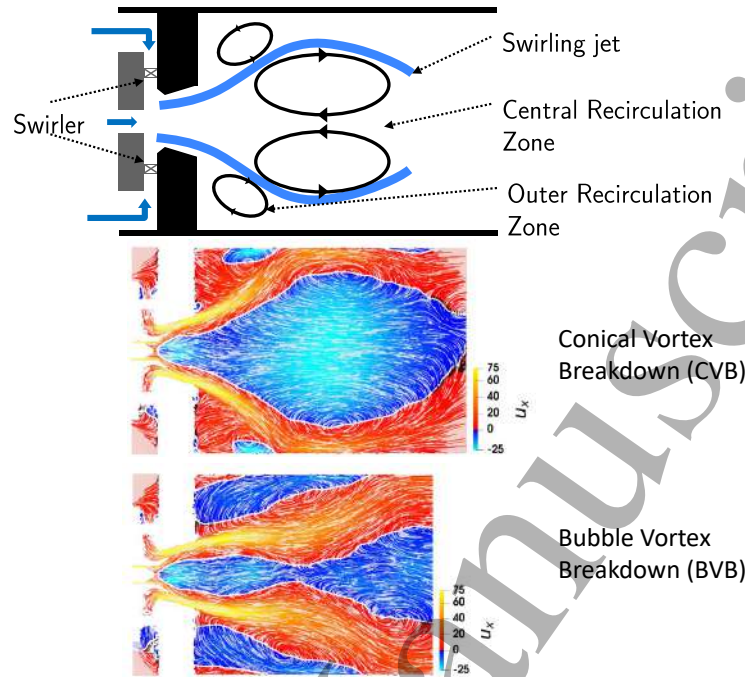 Swirling jet
Central Recirculation
Zone
Swirler
Outer Recirculation
Zone
Conical Vortex
Breakdown (CVB)
75
60
40
20
0
-25
u_x
Bubble Vortex
Breakdown (BVB)
75
60
40
20
0
-25
u_x